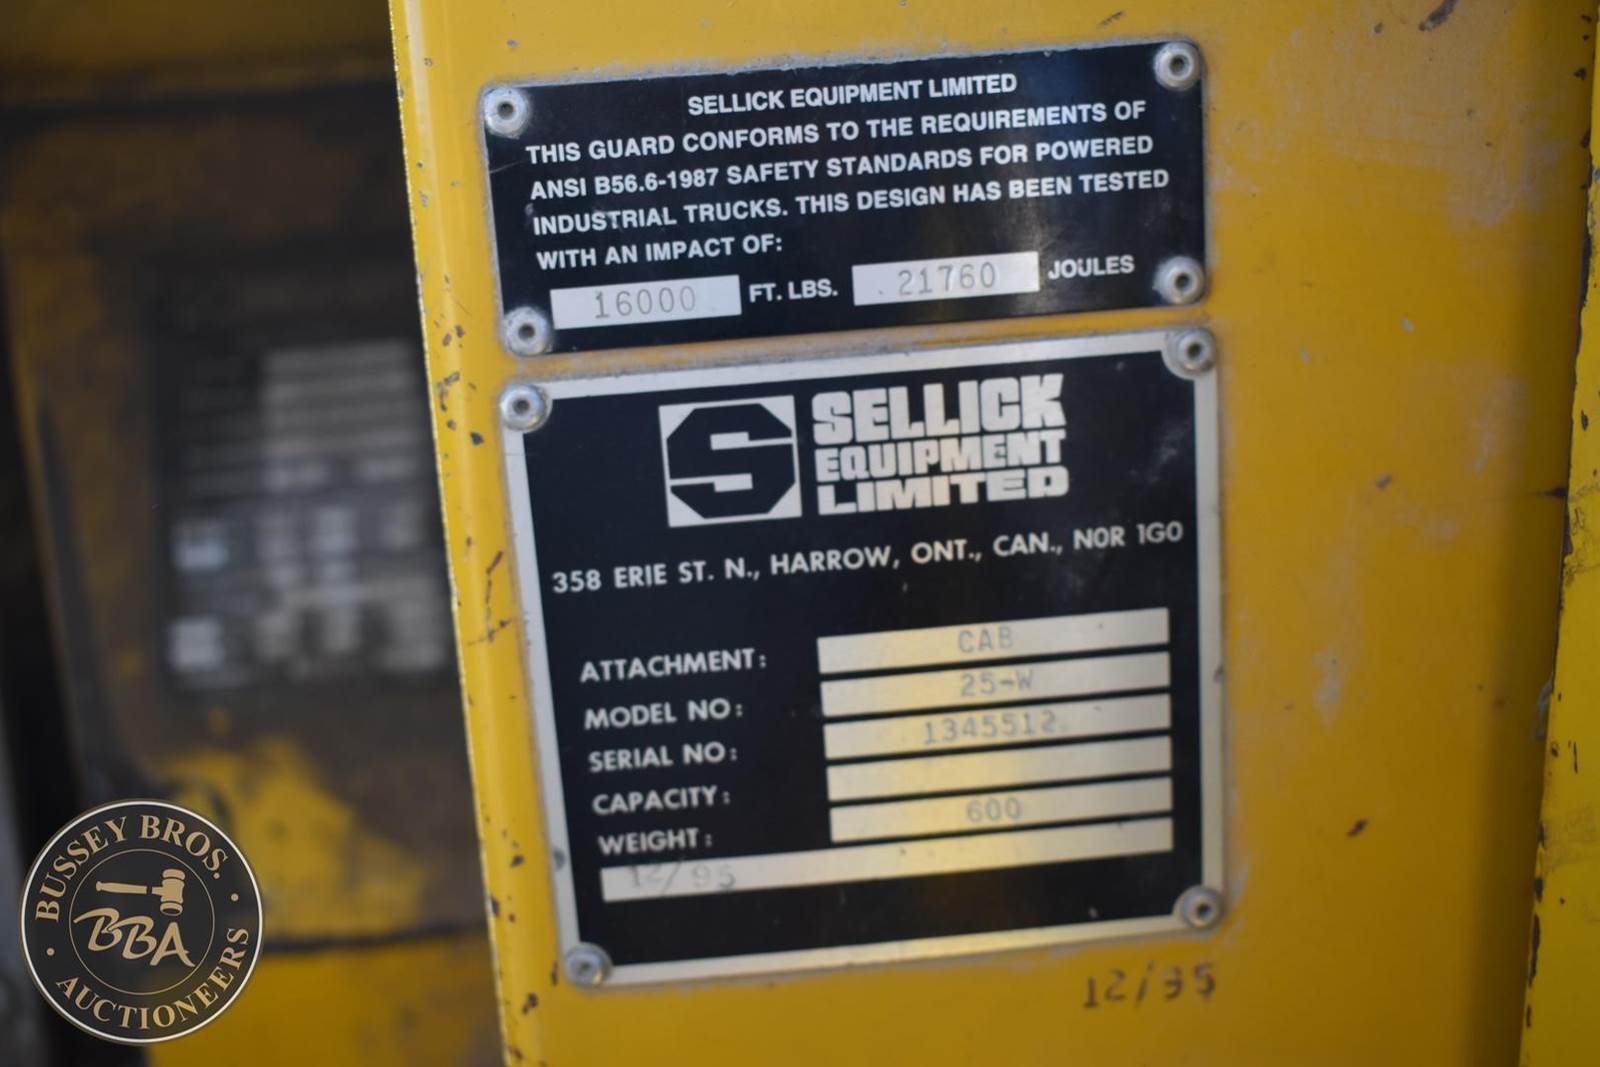 SELLICK EQUIPMENT LIMITED
THIS GUARD CONFORMS TO THE REQUIREMENTS OF
ANSI B56.6-1987 SAFETY STANDARDS FOR POWERED
INDUSTRIAL TRUCKS. THIS DESIGN HAS BEEN TESTED
WITH AN IMPACT OF:
16000 FT. LBS. 21760 JOULES
S SELLICK
EQUIPMENT
LIMITED
358 ERIE ST. N., HARROW, ONT., CAN., N0R 1G0
ATTACHMENT: CAB
MODEL NO: 25-W
SERIAL NO: 1345512
CAPACITY:
WEIGHT: 600
12/95
12/95
BUSSEY BROS.
BBA
AUCTIONEERS